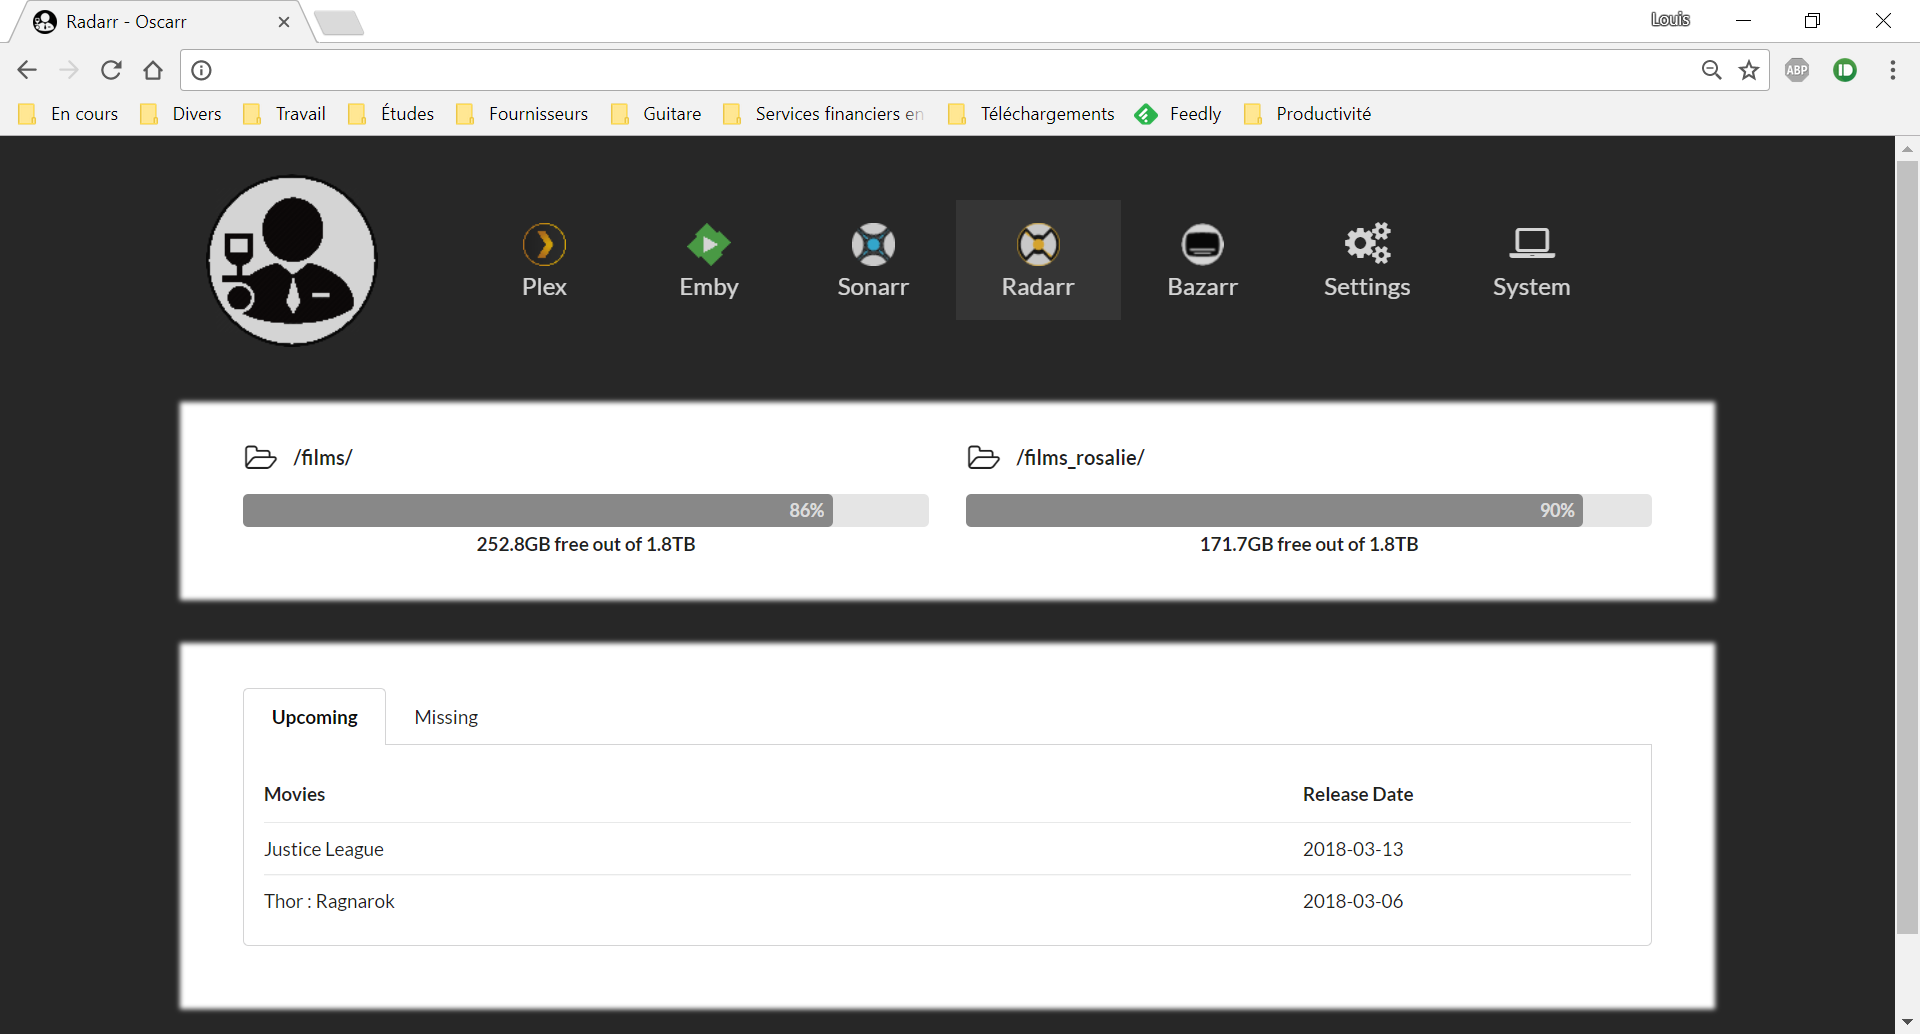 Radarr - Oscarr
Louis
ABP
En cours Divers Travail Études Fournisseurs Guitare Services financiers en Téléchargements Feedly Productivité
Plex Emby Sonarr Radarr Bazarr Settings System
/films/ /films_rosalie/
86% 90%
252.8GB free out of 1.8TB 171.7GB free out of 1.8TB
Upcoming Missing
Movies Release Date
Justice League 2018-03-13
Thor : Ragnarok 2018-03-06